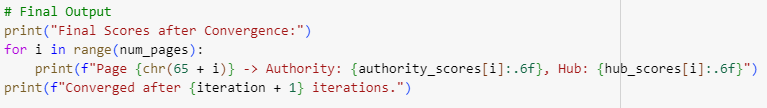 # Final Output
print("Final Scores after Convergence:")
for i in range(num_pages):
    print(f"Page {chr(65 + i)} -> Authority: {authority_scores[i]:.6f}, Hub: {hub_scores[i]:.6f}")
print(f"Converged after {iteration + 1} iterations.")